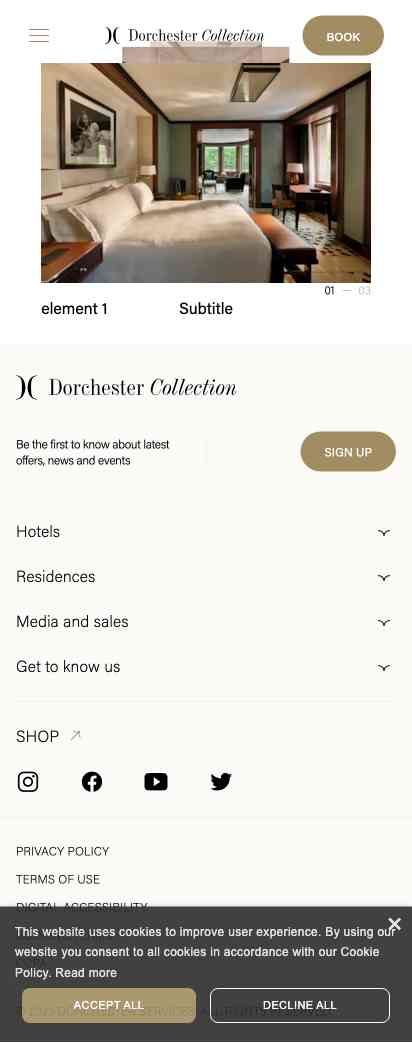 Dorchester Collection
BOOK
01 — 03
element 1
Subtitle
Dorchester Collection
Be the first to know about latest
offers, news and events
SIGN UP
Hotels
Residences
Media and sales
Get to know us
SHOP
PRIVACY POLICY
TERMS OF USE
DIGITAL ACCESSIBILITY
This website uses cookies to improve user experience. By using our
website you consent to all cookies in accordance with our Cookie
Policy. Read more
ACCEPT ALL
DECLINE ALL